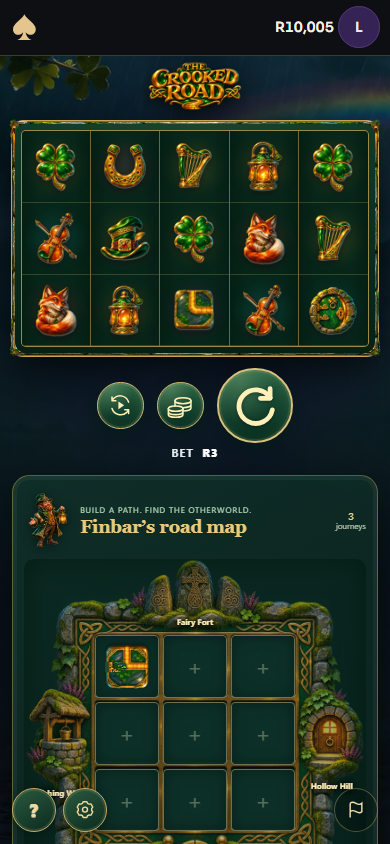 R10,005
L
THE
CROOKED
ROAD
BET R3
BUILD A PATH. FIND THE OTHERWORLD.
Finbar's road map
3
journeys
Fairy Fort
Hollow Hill
?